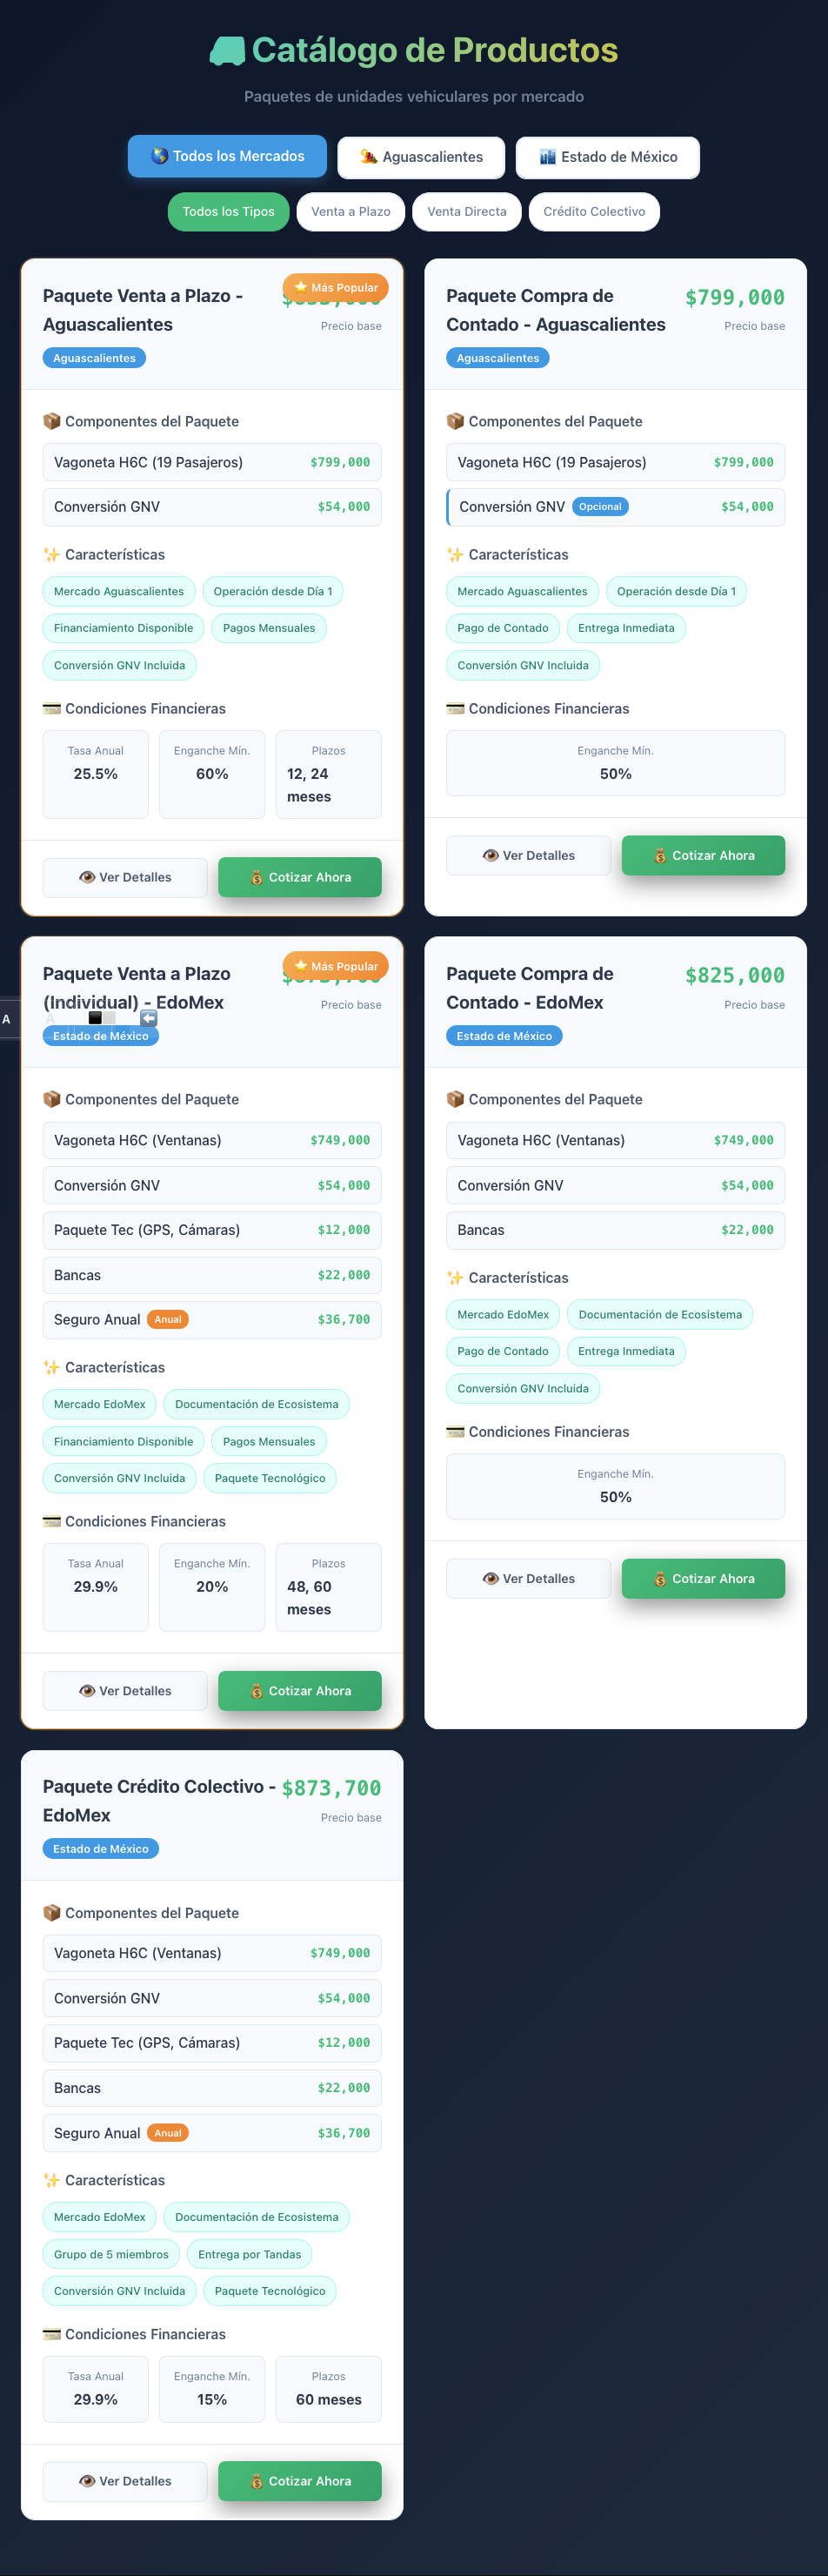 Catálogo de Productos
Paquetes de unidades vehiculares por mercado
Todos los Mercados
Aguascalientes
Estado de México
Todos los Tipos
Venta a Plazo
Venta Directa
Crédito Colectivo
Paquete Venta a Plazo -
Aguascalientes
Más Popular
Precio base
Aguascalientes
Componentes del Paquete
Vagoneta H6C (19 Pasajeros) $799,000
Conversión GNV $54,000
Características
Mercado Aguascalientes Operación desde Día 1
Financiamiento Disponible Pagos Mensuales
Conversión GNV Incluida
Condiciones Financieras
Tasa Anual
25.5%
Enganche Mín.
60%
Plazos
12, 24
meses
Ver Detalles
Cotizar Ahora
Paquete Compra de
Contado - Aguascalientes
$799,000
Precio base
Aguascalientes
Componentes del Paquete
Vagoneta H6C (19 Pasajeros) $799,000
Conversión GNV Opcional $54,000
Características
Mercado Aguascalientes Operación desde Día 1
Pago de Contado Entrega Inmediata
Conversión GNV Incluida
Condiciones Financieras
Enganche Mín.
50%
Ver Detalles
Cotizar Ahora
Paquete Venta a Plazo
(Individual) - EdoMex
Más Popular
Precio base
A
Estado de México
Componentes del Paquete
Vagoneta H6C (Ventanas) $749,000
Conversión GNV $54,000
Paquete Tec (GPS, Cámaras) $12,000
Bancas $22,000
Seguro Anual Anual $36,700
Características
Mercado EdoMex Documentación de Ecosistema
Financiamiento Disponible Pagos Mensuales
Conversión GNV Incluida Paquete Tecnológico
Condiciones Financieras
Tasa Anual
29.9%
Enganche Mín.
20%
Plazos
48, 60
meses
Ver Detalles
Cotizar Ahora
Paquete Compra de
Contado - EdoMex
$825,000
Precio base
Estado de México
Componentes del Paquete
Vagoneta H6C (Ventanas) $749,000
Conversión GNV $54,000
Bancas $22,000
Características
Mercado EdoMex Documentación de Ecosistema
Pago de Contado Entrega Inmediata
Conversión GNV Incluida
Condiciones Financieras
Enganche Mín.
50%
Ver Detalles
Cotizar Ahora
Paquete Crédito Colectivo -
EdoMex
$873,700
Precio base
Estado de México
Componentes del Paquete
Vagoneta H6C (Ventanas) $749,000
Conversión GNV $54,000
Paquete Tec (GPS, Cámaras) $12,000
Bancas $22,000
Seguro Anual Anual $36,700
Características
Mercado EdoMex Documentación de Ecosistema
Grupo de 5 miembros Entrega por Tandas
Conversión GNV Incluida Paquete Tecnológico
Condiciones Financieras
Tasa Anual
29.9%
Enganche Mín.
15%
Plazos
60 meses
Ver Detalles
Cotizar Ahora